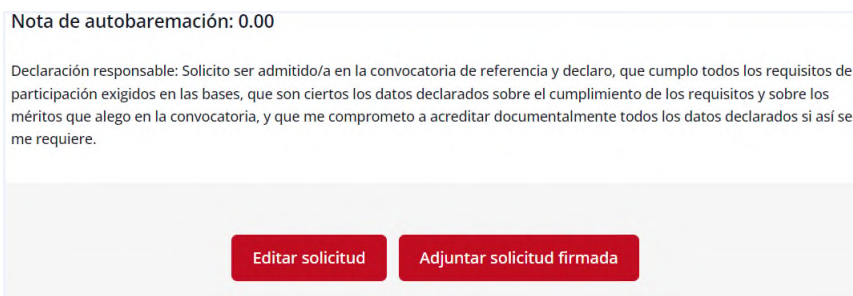 Nota de autobaremación: 0.00
Declaración responsable: Solicito ser admitido/a en la convocatoria de referencia y declaro, que cumplo todos los requisitos de
participación exigidos en las bases, que son ciertos los datos declarados sobre el cumplimiento de los requisitos y sobre los
méritos que alego en la convocatoria, y que me comprometo a acreditar documentalmente todos los datos declarados si así se
me requiere.
Editar solicitud
Adjuntar solicitud firmada